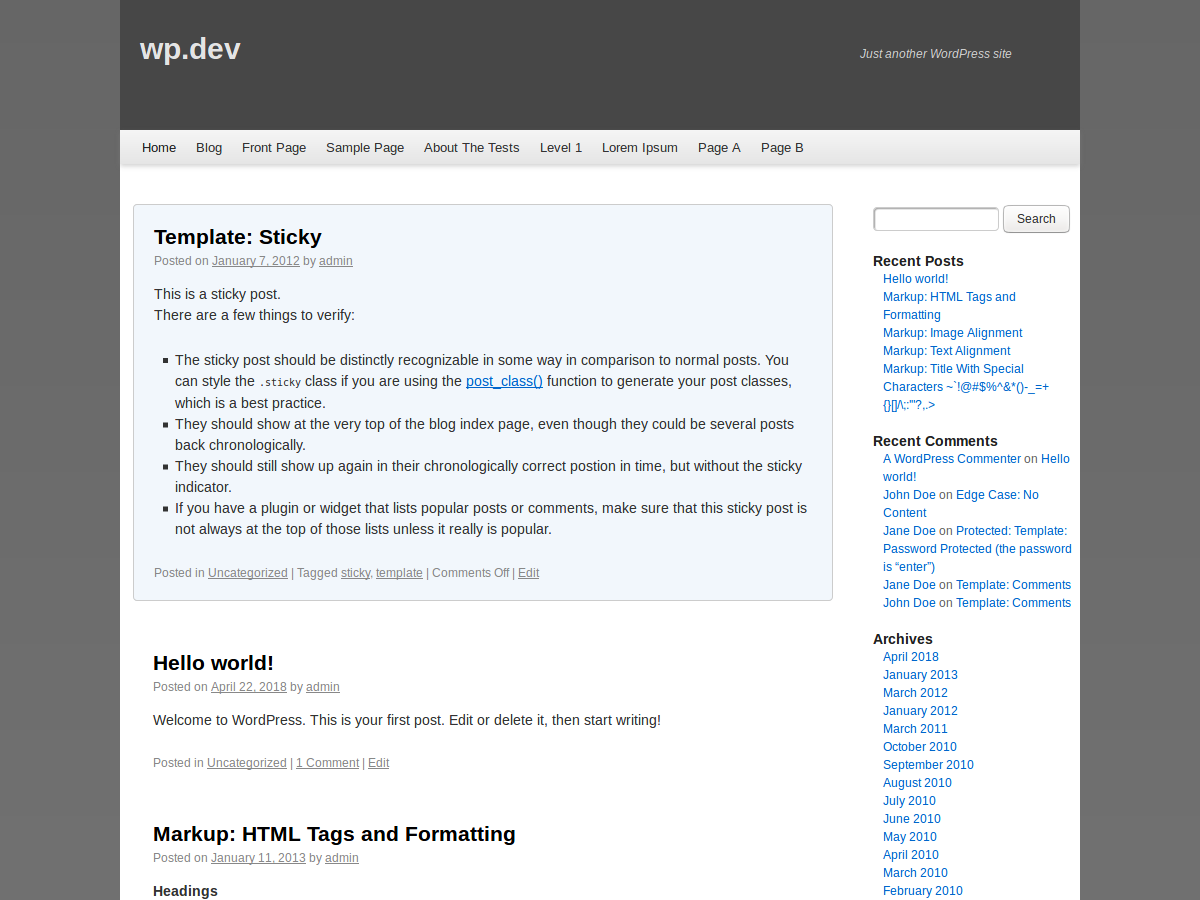 wp.dev
Just another WordPress site
Home Blog Front Page Sample Page About The Tests Level 1 Lorem Ipsum Page A Page B
Template: Sticky
Posted on January 7, 2012 by admin
This is a sticky post.
There are a few things to verify:
The sticky post should be distinctly recognizable in some way in comparison to normal posts. You
can style the .sticky class if you are using the post_class() function to generate your post classes,
which is a best practice.
They should show at the very top of the blog index page, even though they could be several posts
back chronologically.
They should still show up again in their chronologically correct postion in time, but without the sticky
indicator.
If you have a plugin or widget that lists popular posts or comments, make sure that this sticky post is
not always at the top of those lists unless it really is popular.
Posted in Uncategorized | Tagged sticky, template | Comments Off | Edit
Hello world!
Posted on April 22, 2018 by admin
Welcome to WordPress. This is your first post. Edit or delete it, then start writing!
Posted in Uncategorized | 1 Comment | Edit
Markup: HTML Tags and Formatting
Posted on January 11, 2013 by admin
Headings
Search
Recent Posts
Hello world!
Markup: HTML Tags and
Formatting
Markup: Image Alignment
Markup: Text Alignment
Markup: Title With Special
Characters ~`!@#$%^&*()-_=+
{}[]/\;:'"?,.>
Recent Comments
A WordPress Commenter on Hello
world!
John Doe on Edge Case: No
Content
Jane Doe on Protected: Template:
Password Protected (the password
is “enter”)
Jane Doe on Template: Comments
John Doe on Template: Comments
Archives
April 2018
January 2013
March 2012
January 2012
March 2011
October 2010
September 2010
August 2010
July 2010
June 2010
May 2010
April 2010
March 2010
February 2010